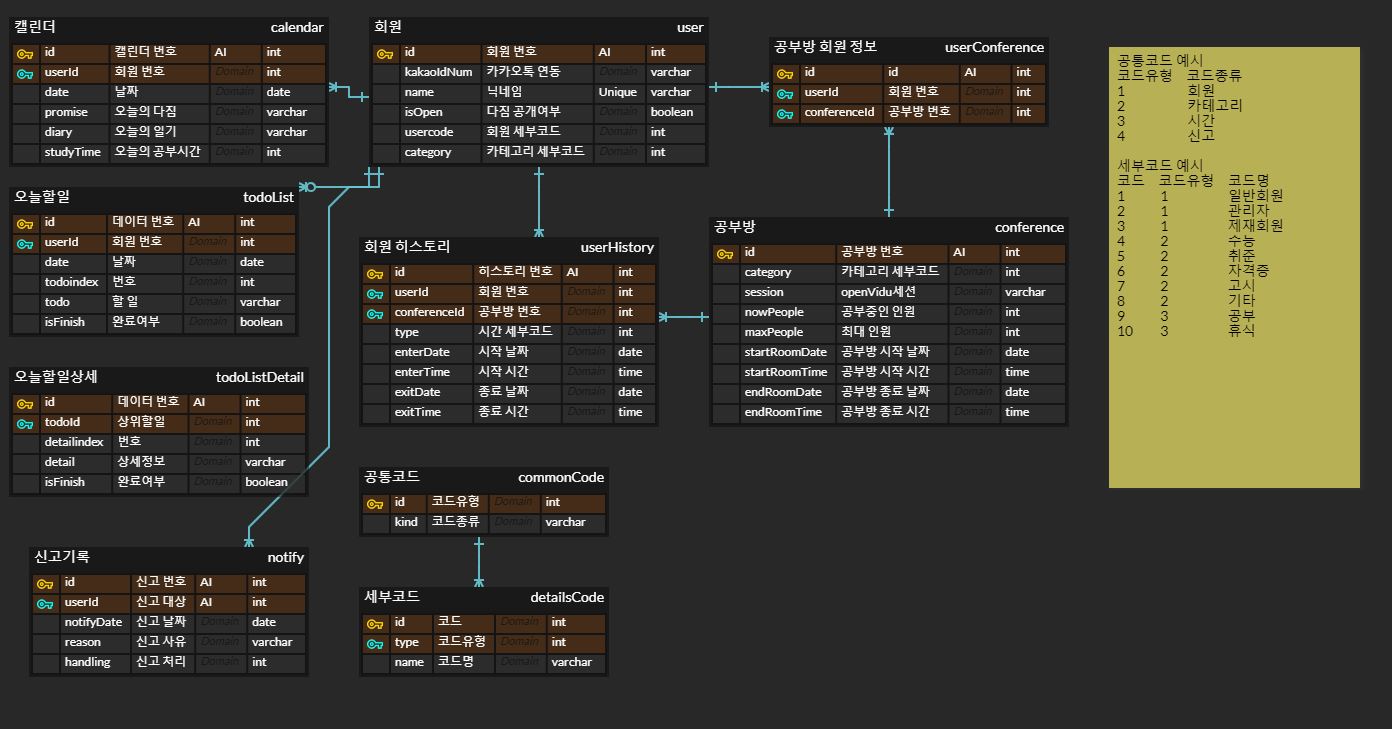 캘린더 calendar
id 캘린더 번호 AI int
userId 회원 번호 Domain int
date 날짜 Domain date
promise 오늘의 다짐 Domain varchar
diary 오늘의 일기 Domain varchar
studyTime 오늘의 공부시간 Domain int
회원 user
id 회원 번호 AI int
kakaoIdNum 카카오톡 연동 Domain varchar
name 닉네임 Unique varchar
isOpen 다짐 공개여부 Domain boolean
usercode 회원 세부코드 Domain int
category 카테고리 세부코드 Domain int
공부방 회원 정보 userConference
id id AI int
userId 회원 번호 Domain int
conferenceId 공부방 번호 Domain int
오늘할일 todoList
id 데이터 번호 AI int
userId 회원 번호 Domain int
date 날짜 Domain date
todoindex 번호 Domain int
todo 할 일 Domain varchar
isFinish 완료여부 Domain boolean
회원 히스토리 userHistory
id 히스토리 번호 AI int
userId 회원 번호 Domain int
conferenceId 공부방 번호 Domain int
type 시간 세부코드 Domain int
enterDate 시작 날짜 Domain date
enterTime 시작 시간 Domain time
exitDate 종료 날짜 Domain date
exitTime 종료 시간 Domain time
공부방 conference
id 공부방 번호 AI int
category 카테고리 세부코드 Domain int
session openVidu세션 Domain varchar
nowPeople 공부중인 인원 Domain int
maxPeople 최대 인원 Domain int
startRoomDate 공부방 시작 날짜 Domain date
startRoomTime 공부방 시작 시간 Domain time
endRoomDate 공부방 종료 날짜 Domain date
endRoomTime 공부방 종료 시간 Domain time
오늘할일상세 todoListDetail
id 데이터 번호 AI int
todoId 상위할일 Domain int
detailindex 번호 Domain int
detail 상세정보 Domain varchar
isFinish 완료여부 Domain boolean
공통코드 commonCode
id 코드유형 Domain int
kind 코드종류 Domain varchar
신고기록 notify
id 신고 번호 AI int
userId 신고 대상 AI int
notifyDate 신고 날짜 Domain date
reason 신고 사유 Domain varchar
handling 신고 처리 Domain int
세부코드 detailsCode
id 코드 Domain int
type 코드유형 Domain int
name 코드명 Domain varchar
공통코드 예시
코드유형 코드종류
1 회원
2 카테고리
3 시간
4 신고
세부코드 예시
코드 코드유형 코드명
1 1 일반회원
2 1 관리자
3 1 제재회원
4 2 수능
5 2 취준
6 2 자격증
7 2 고시
8 2 기타
9 3 공부
10 3 휴식